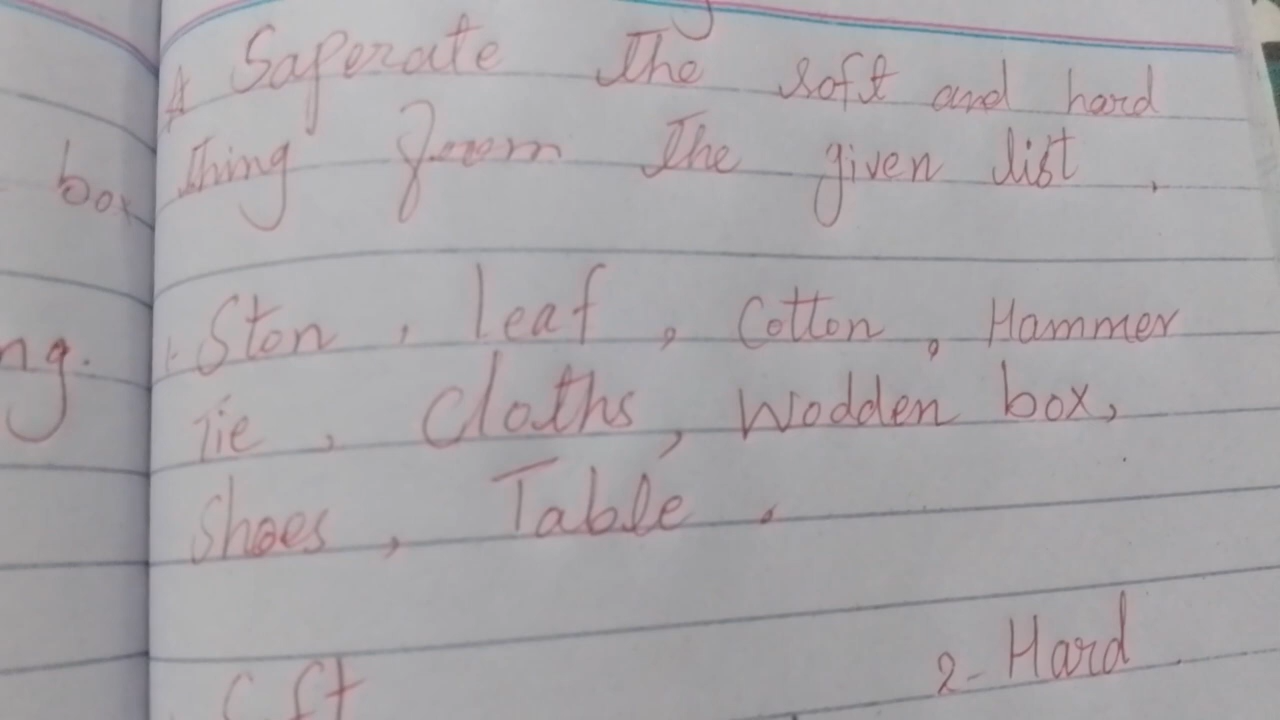 box
ng.
A Saperate The soft and hard
Thing from The given list .
1. Ston , leaf , Cotton , Hammer
Tie , Cloths , Wodden box,
Shoes , Table .
2- Hard